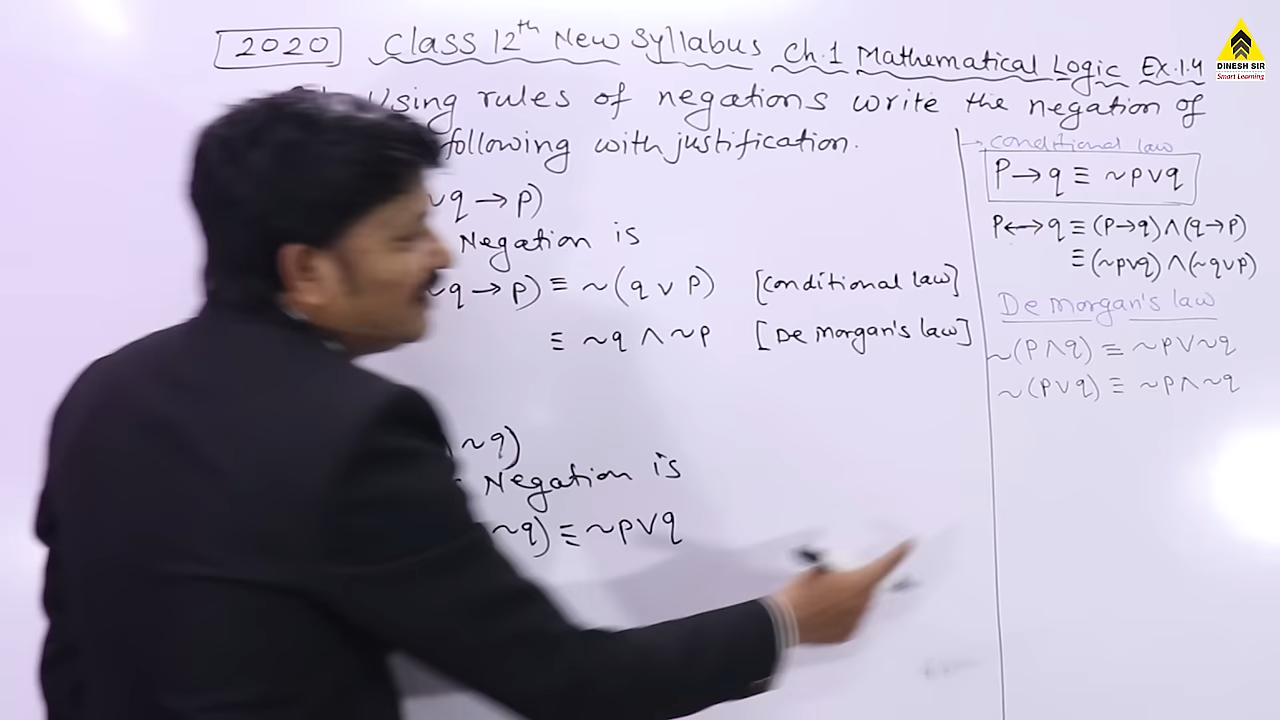 2020 Class 12th New Syllabus Ch.1 Mathematical Logic Ex.1.4
DINESH SIR
Smart Learning
Using rules of negations write the negation of
following with justification.
q → p)
Negation is
~q → p) ≡ ~(q ∨ p) [Conditional law]
≡ ~q ∧ ~p [De morgan's law]
~q)
Negation is
~q) ≡ ~p ∨ q
→ conditional law
P → q ≡ ~p ∨ q
P ↔ q ≡ (P → q) ∧ (q → p)
≡ (~p ∨ q) ∧ (~q ∨ p)
De morgan's law
~(P ∧ q) ≡ ~p ∨ ~q
~(P ∨ q) ≡ ~p ∧ ~q